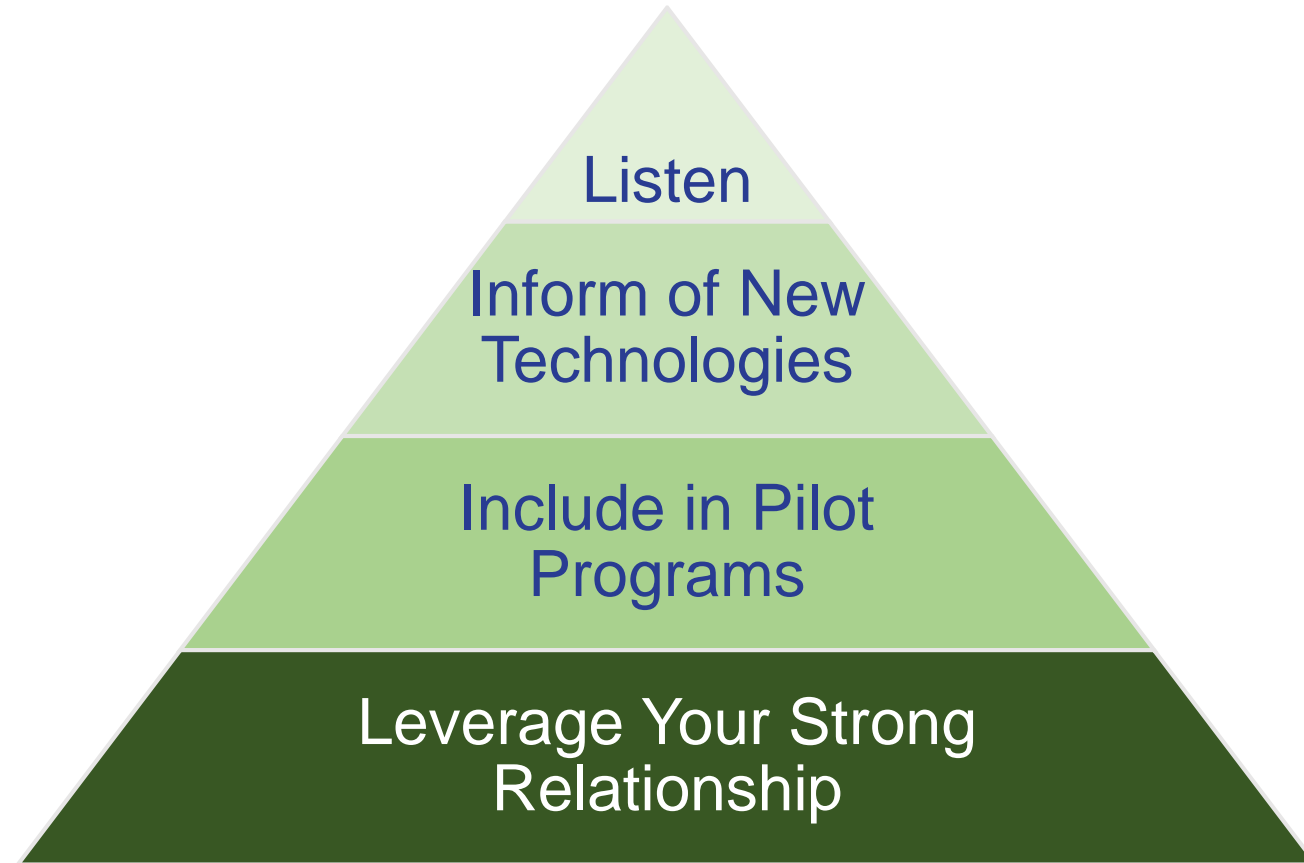 Listen
Inform of New
Technologies
Include in Pilot
Programs
Leverage Your Strong
Relationship